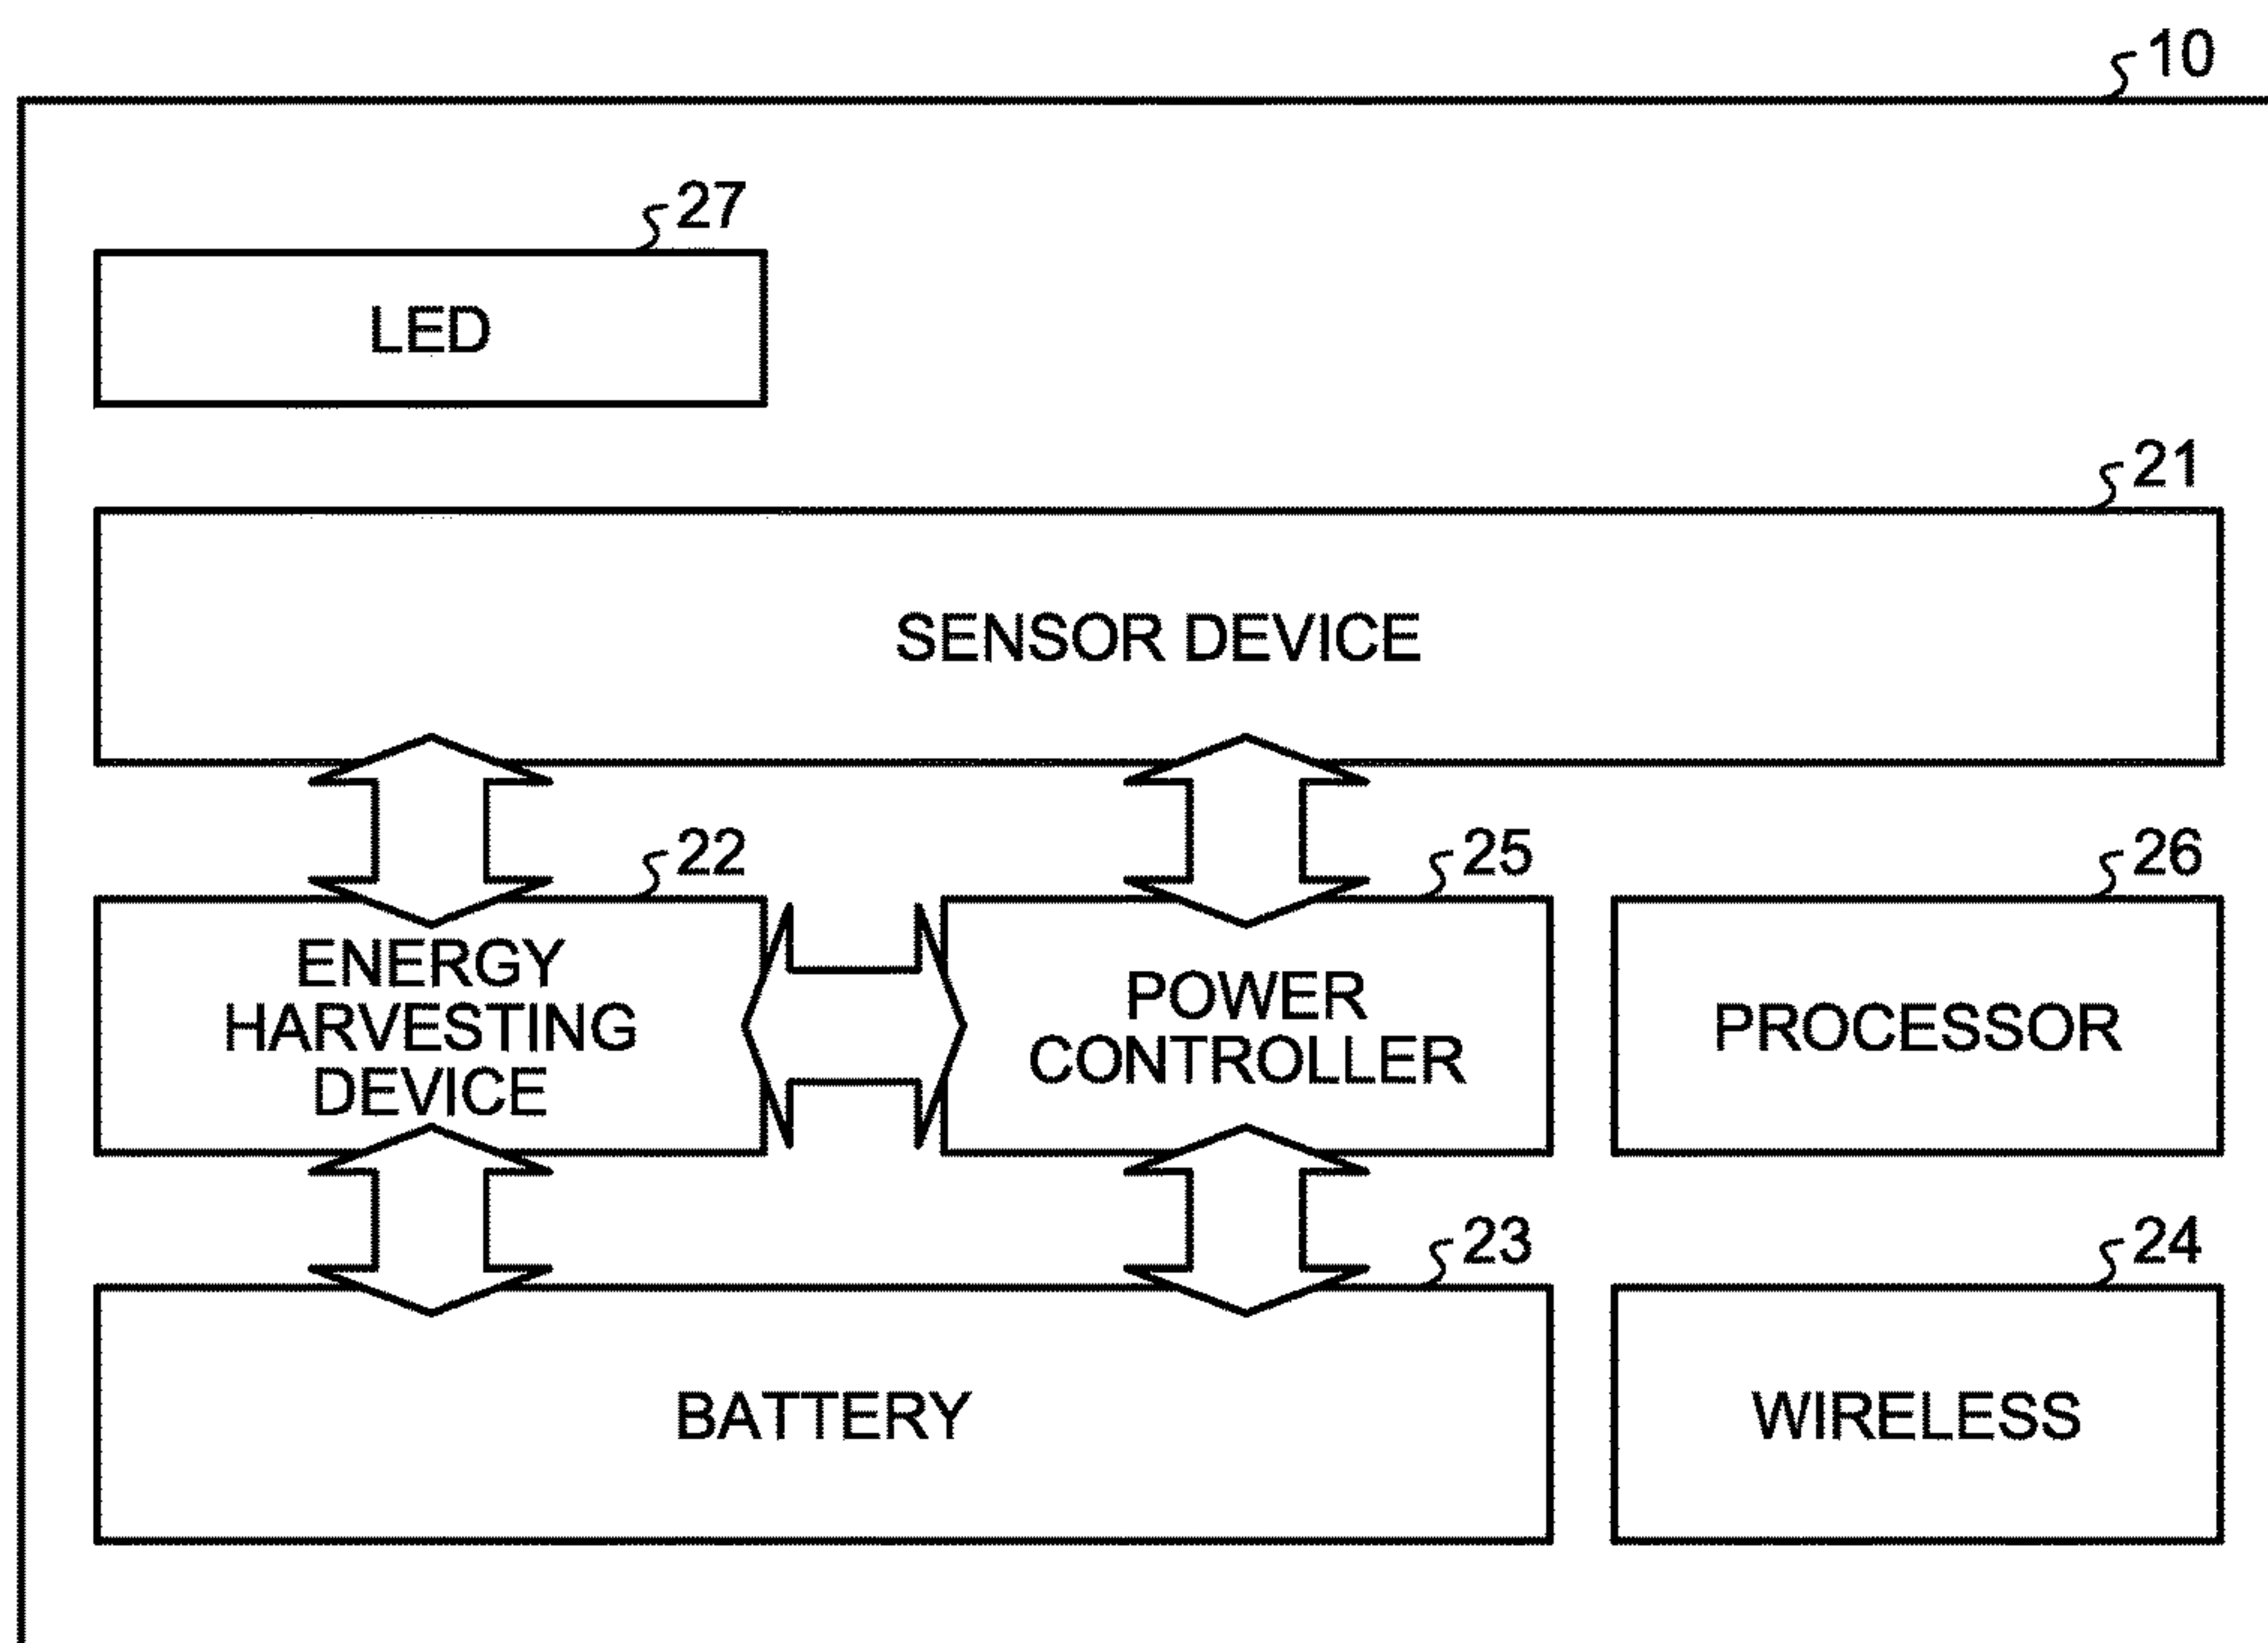 10
27
LED
21
SENSOR DEVICE
22
25
26
ENERGY
HARVESTING
DEVICE
POWER
CONTROLLER
PROCESSOR
23
24
BATTERY
WIRELESS